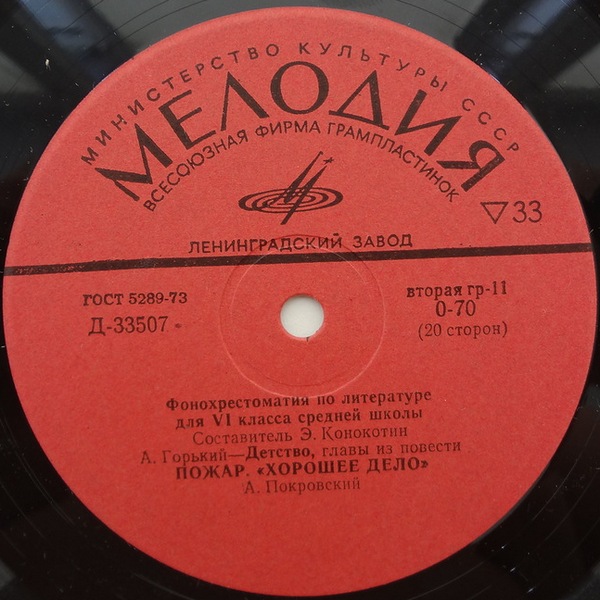 МИНИСТЕРСТВО КУЛЬТУРЫ СССР
МЕЛОДИЯ
ВСЕСОЮЗНАЯ ФИРМА ГРАМПЛАСТИНОК
▽33
ЛЕНИНГРАДСКИЙ ЗАВОД
ГОСТ 5289-73
Д-33507
вторая гр-11
0-70
(20 сторон)
Фонохрестоматия по литературе
для VI класса средней школы
Составитель Э. Конокотин
А. Горький—Детство, главы из повести
ПОЖАР. «ХОРОШЕЕ ДЕЛО»
А. Покровский